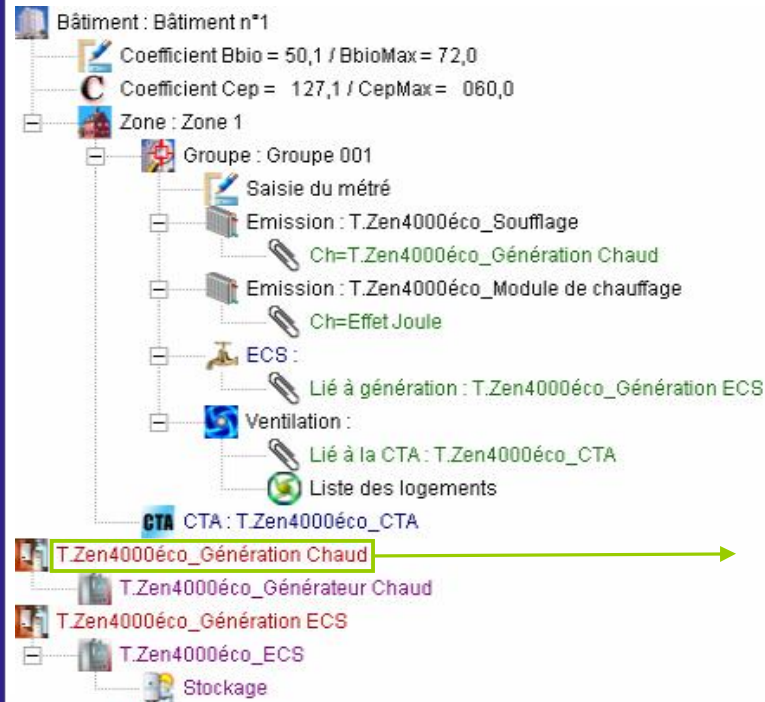 Bâtiment : Bâtiment n°1
Coefficient Bbio = 50,1 / BbioMax = 72,0
C Coefficient Cep = 127,1 / CepMax = 060,0
Zone : Zone 1
Groupe : Groupe 001
Saisie du métré
Emission : T.Zen4000éco_Soufflage
Ch=T.Zen4000éco_Génération Chaud
Emission : T.Zen4000éco_Module de chauffage
Ch=Effet Joule
ECS :
Lié à génération : T.Zen4000éco_Génération ECS
Ventilation :
Lié à la CTA : T.Zen4000éco_CTA
Liste des logements
CTA CTA : T.Zen4000éco_CTA
T.Zen4000éco_Génération Chaud
T.Zen4000éco_Générateur Chaud
T.Zen4000éco_Génération ECS
T.Zen4000éco_ECS
Stockage